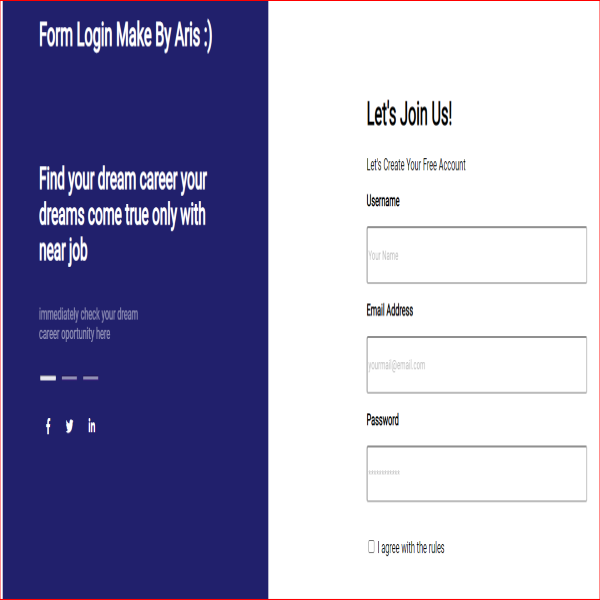 Form Login Make By Aris :)
Find your dream career your
dreams come true only with
near job
immediately check your dream
career oportunity here
Let's Join Us!
Let's Create Your Free Account
Username
Your Name
Email Address
yourmail@email.com
Password
************
I agree with the rules